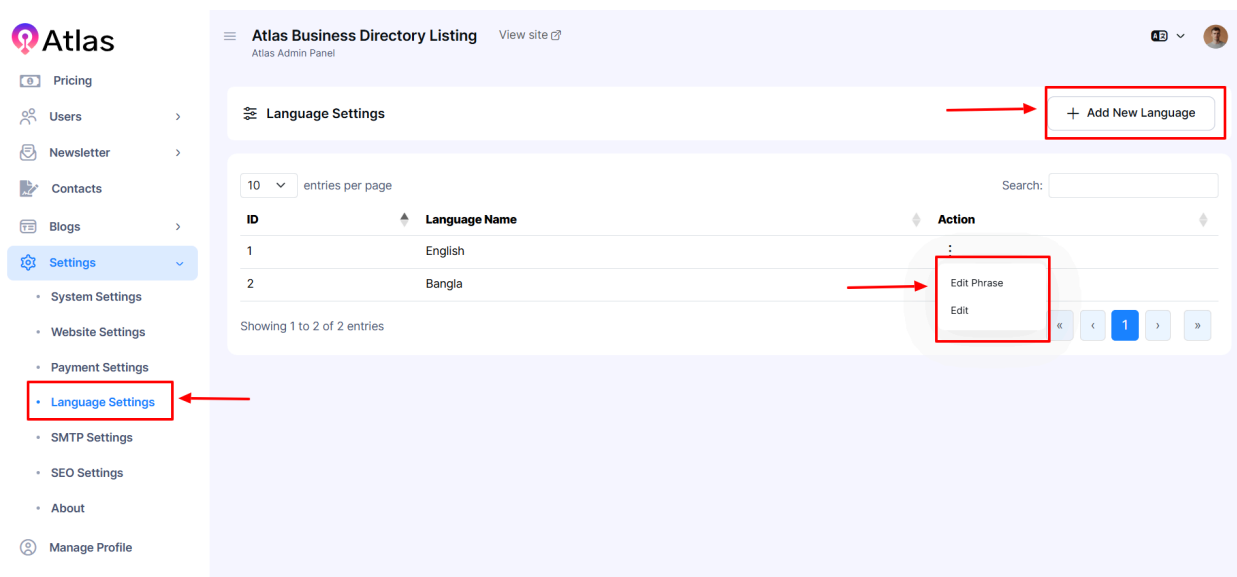 Atlas
Pricing
Users
Newsletter
Contacts
Blogs
Settings
System Settings
Website Settings
Payment Settings
Language Settings
SMTP Settings
SEO Settings
About
Manage Profile
Atlas Business Directory Listing View site
Atlas Admin Panel
Language Settings
+ Add New Language
10 entries per page
Search:
ID Language Name Action
1 English
2 Bangla
Edit Phrase
Edit
Showing 1 to 2 of 2 entries
« ‹ 1 › »